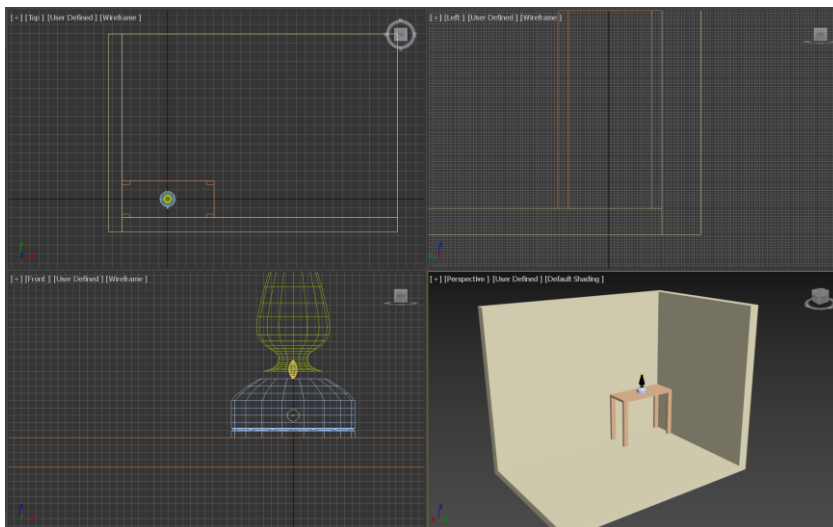 [+] [Top] [User Defined] [Wireframe]
[+] [Left] [User Defined] [Wireframe]
[+] [Front] [User Defined] [Wireframe]
[+] [Perspective] [User Defined] [Default Shading]